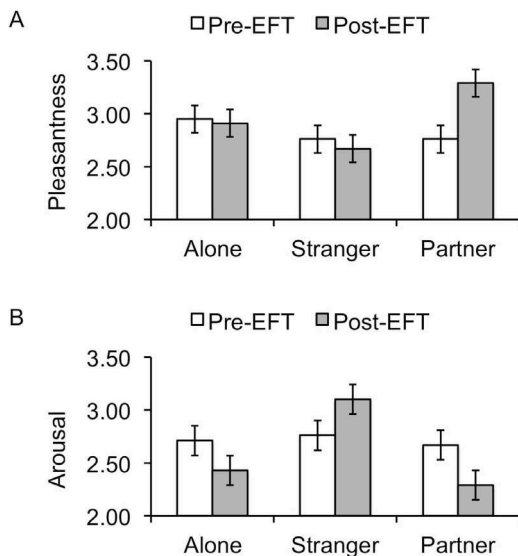 A
Pre-EFT Post-EFT
Pleasantness
3.50
3.00
2.50
2.00
Alone Stranger Partner
B
Pre-EFT Post-EFT
Arousal
3.50
3.00
2.50
2.00
Alone Stranger Partner